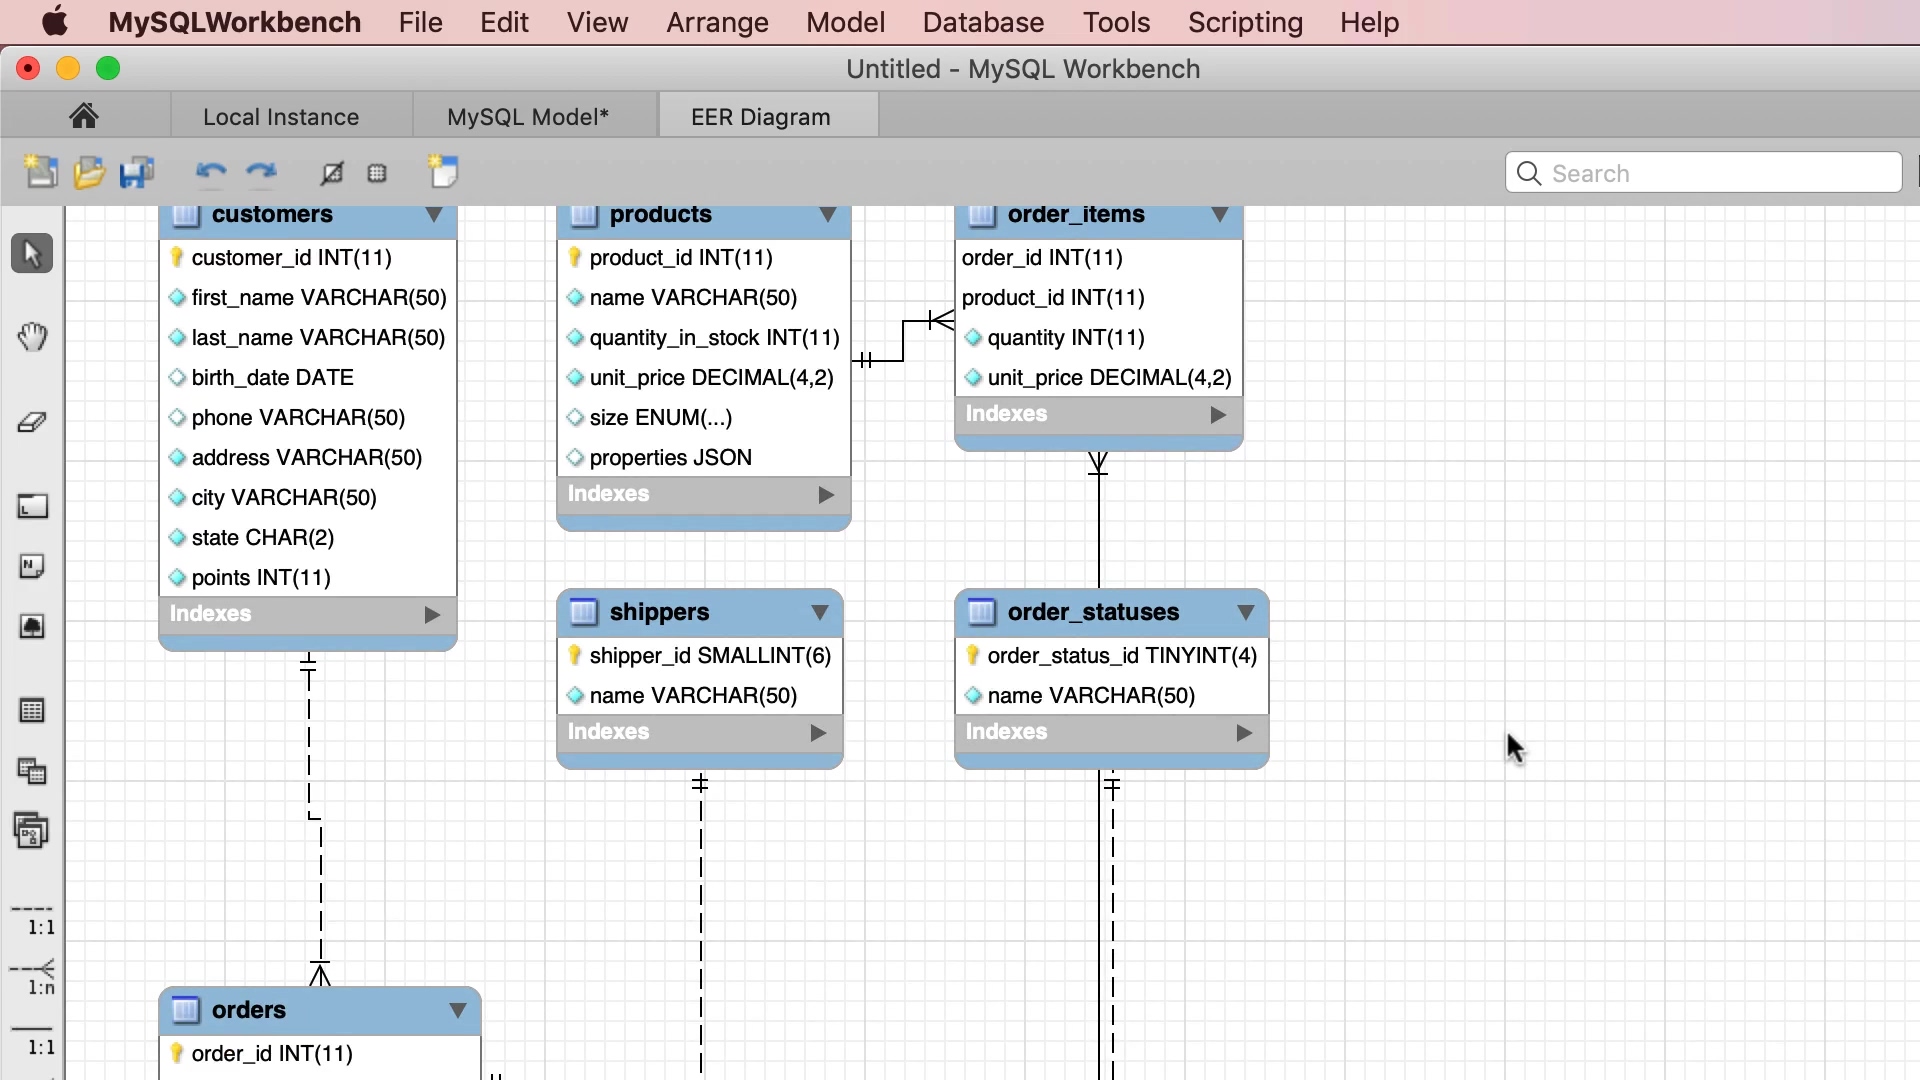 MySQLWorkbench File Edit View Arrange Model Database Tools Scripting Help
Untitled - MySQL Workbench
Local Instance MySQL Model* EER Diagram
Search
customers
customer_id INT(11)
first_name VARCHAR(50)
last_name VARCHAR(50)
birth_date DATE
phone VARCHAR(50)
address VARCHAR(50)
city VARCHAR(50)
state CHAR(2)
points INT(11)
Indexes
products
product_id INT(11)
name VARCHAR(50)
quantity_in_stock INT(11)
unit_price DECIMAL(4,2)
size ENUM(...)
properties JSON
Indexes
order_items
order_id INT(11)
product_id INT(11)
quantity INT(11)
unit_price DECIMAL(4,2)
Indexes
shippers
shipper_id SMALLINT(6)
name VARCHAR(50)
Indexes
order_statuses
order_status_id TINYINT(4)
name VARCHAR(50)
Indexes
orders
order_id INT(11)
1:1
1:n
1:1